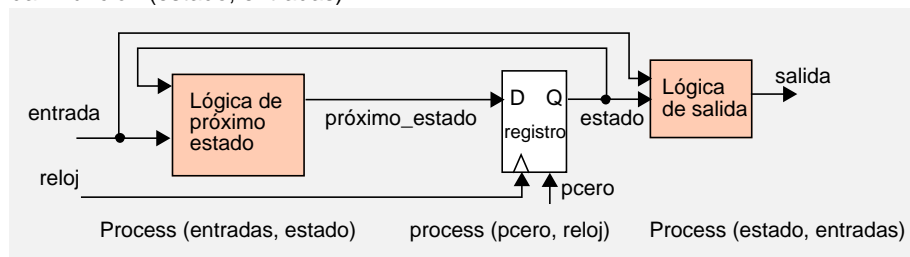 entrada
reloj
Lógica de
próximo
estado
próximo_estado
D Q
registro
pcero
estado
Lógica
de salida
salida
Process (entradas, estado)
process (pcero, reloj)
Process (estado, entradas)